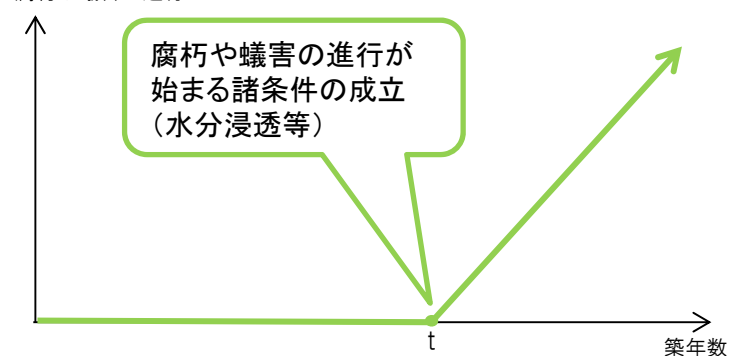 腐朽や蟻害の進行が
始まる諸条件の成立
（水分浸透等）
t
築年数